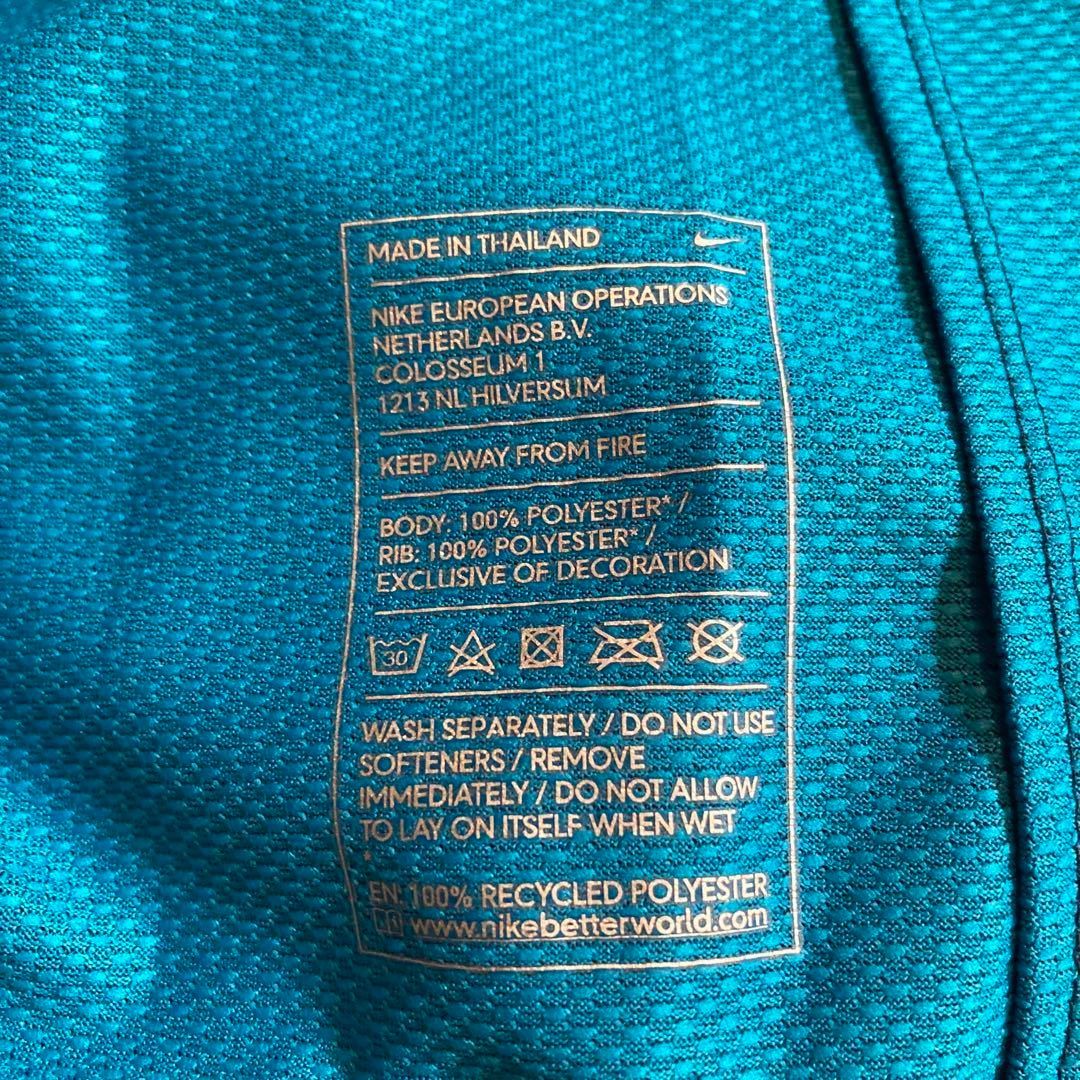 MADE IN THAILAND
NIKE EUROPEAN OPERATIONS
NETHERLANDS B.V.
COLOSSEUM 1
1213 NL HILVERSUM
KEEP AWAY FROM FIRE
BODY: 100% POLYESTER* /
RIB: 100% POLYESTER* /
EXCLUSIVE OF DECORATION
30
WASH SEPARATELY / DO NOT USE
SOFTENERS / REMOVE
IMMEDIATELY / DO NOT ALLOW
TO LAY ON ITSELF WHEN WET
*
EN: 100% RECYCLED POLYESTER
www.nikebetterworld.com